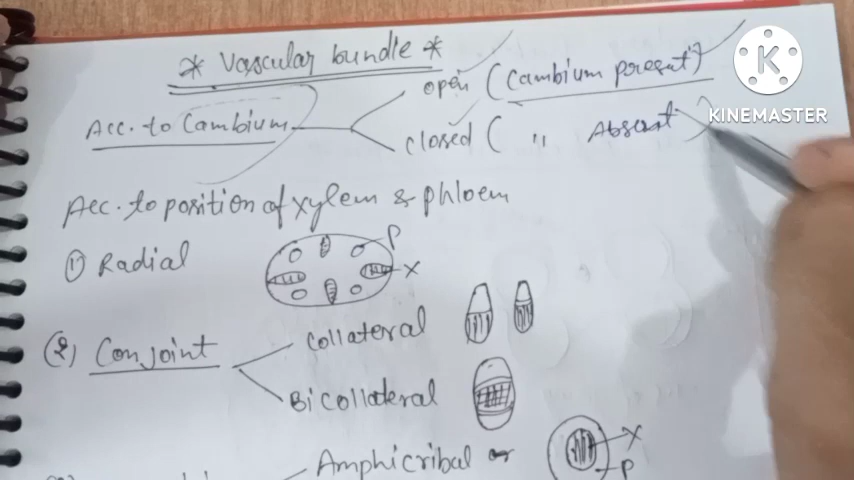 * Vascular bundle *
Acc. to Cambium
open (Cambium present)
closed ( " Absent )
KINEMASTER
Acc. to position of xylem & phloem
(1) Radial
P
X
(2) Conjoint
Collateral
Bicollateral
Amphicribal or
X
P